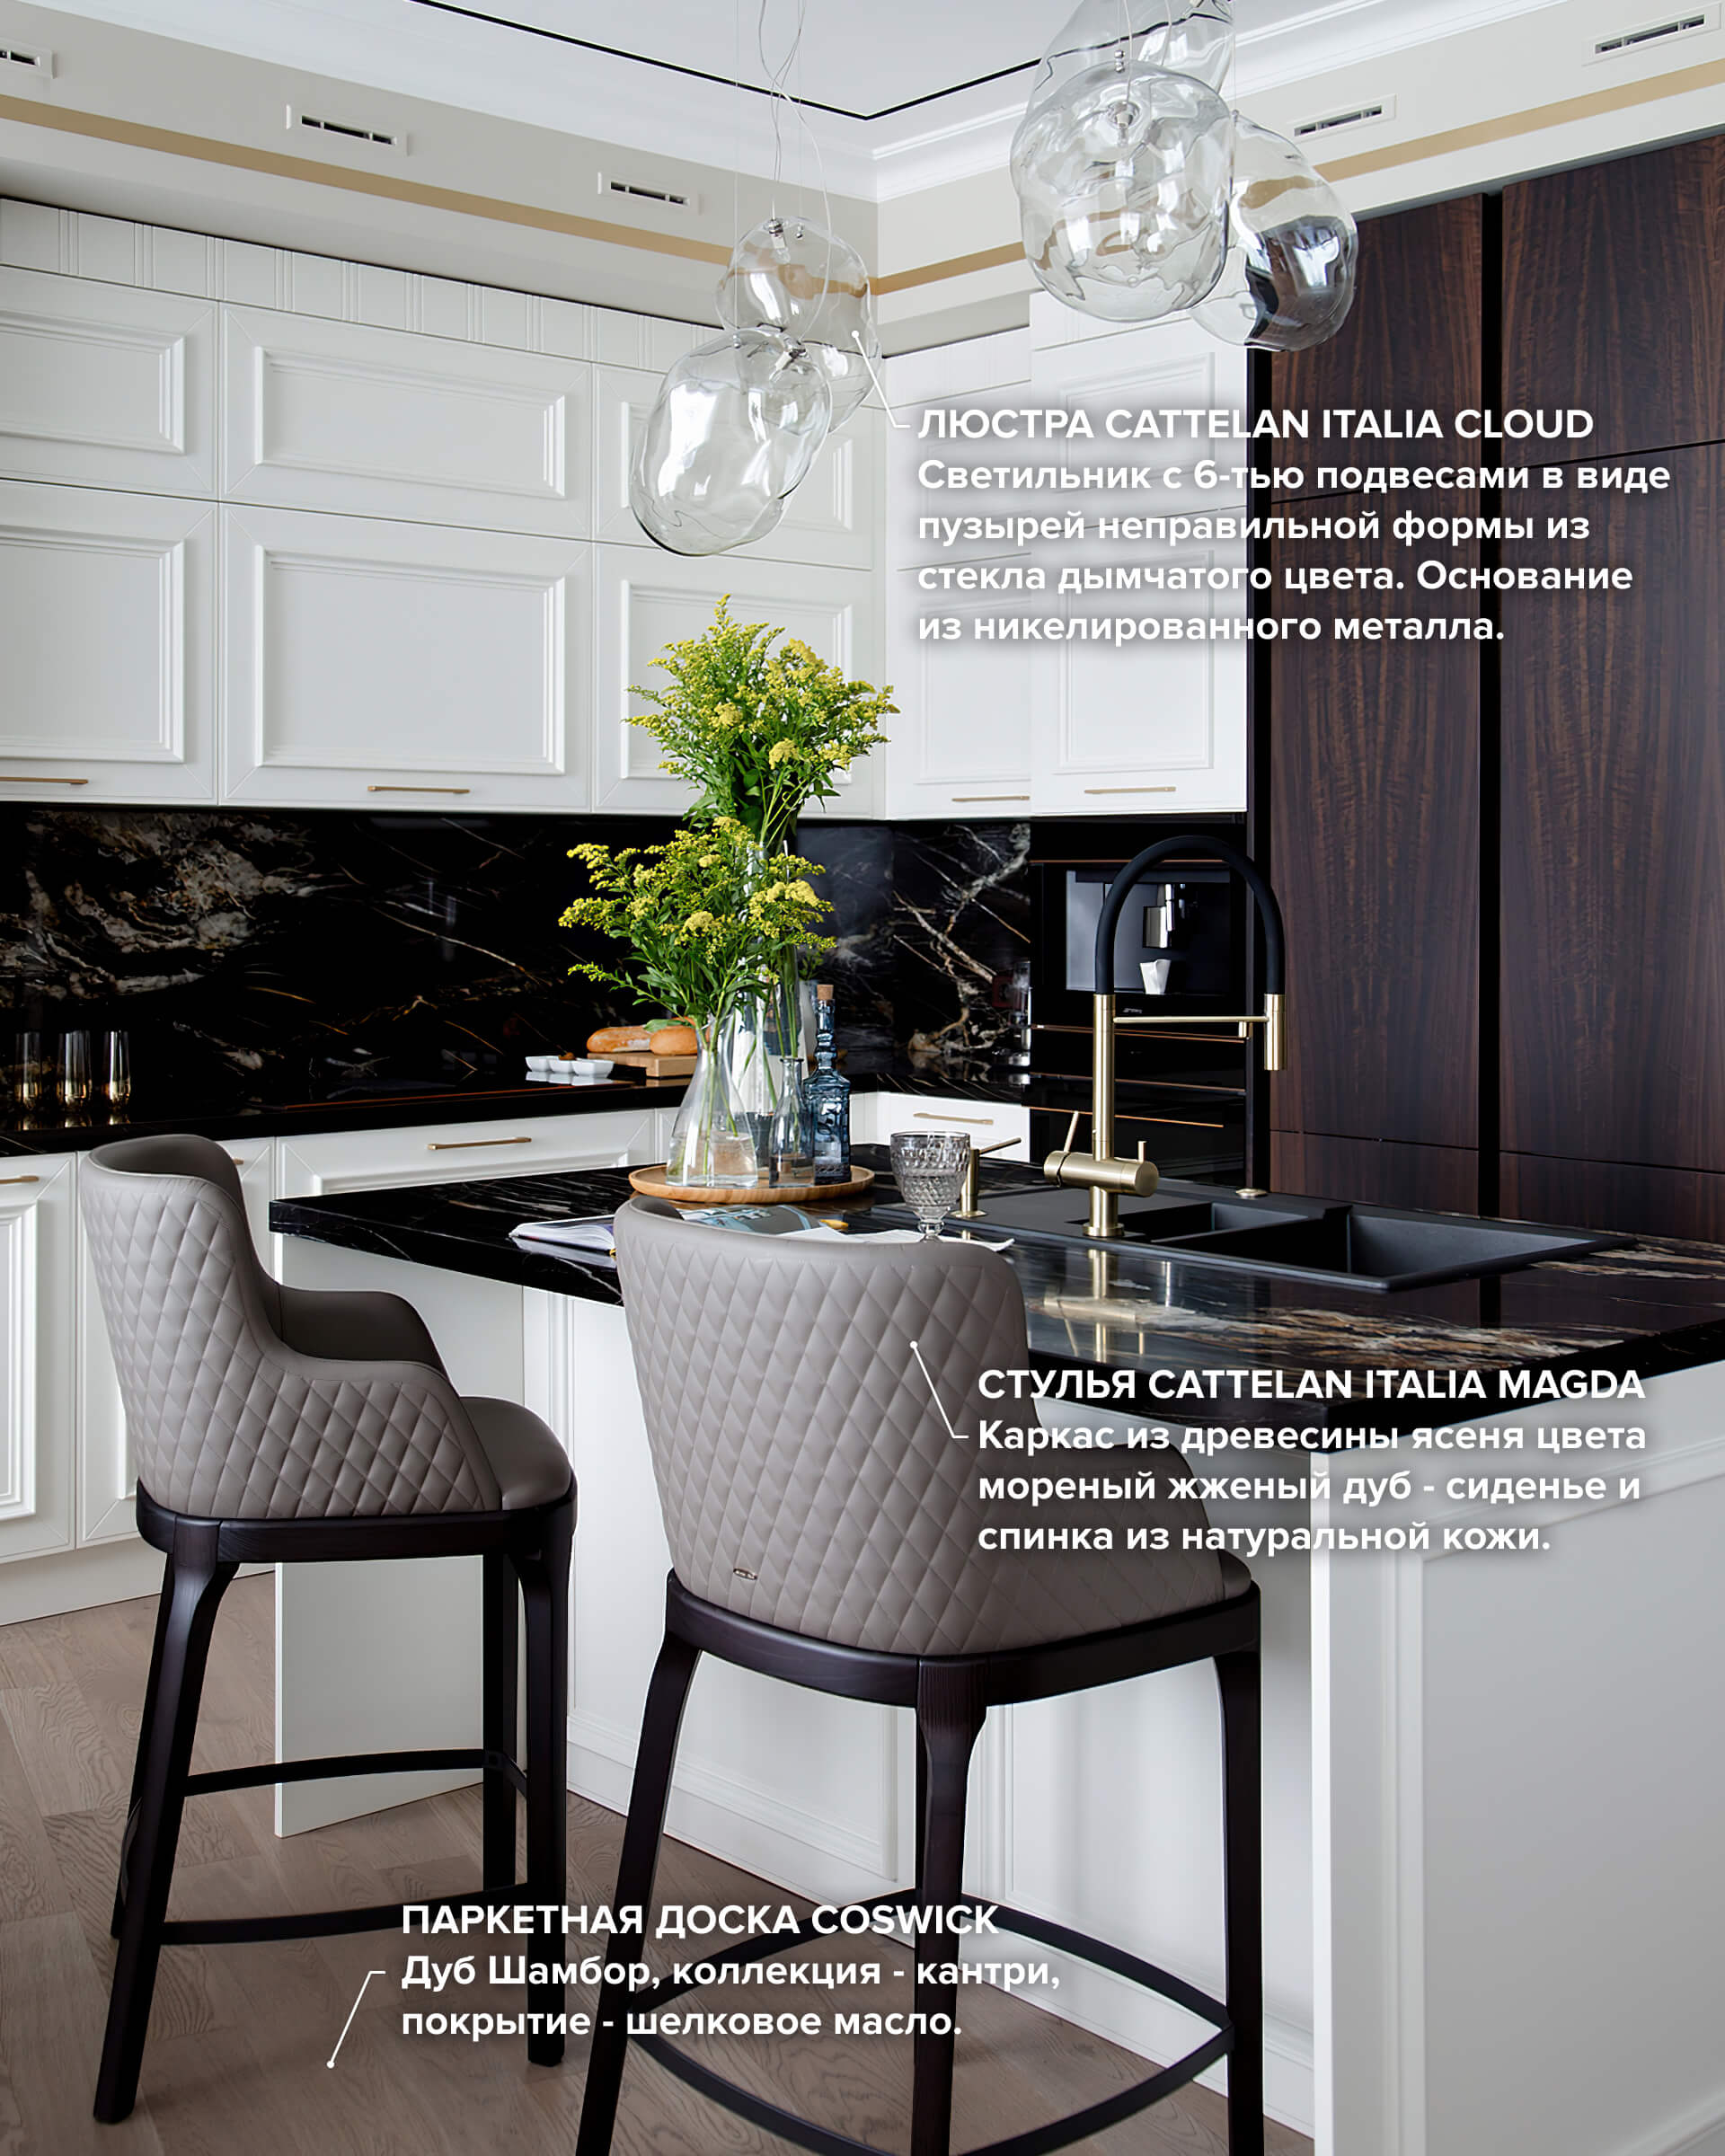 ЛЮСТРА CATTELAN ITALIA CLOUD
Светильник с 6-тью подвесами в виде
пузырей неправильной формы из
стекла дымчатого цвета. Основание
из никелированного металла.
СТУЛЬЯ CATTELAN ITALIA MAGDA
Каркас из древесины ясеня цвета
мореный жженый дуб - сиденье и
спинка из натуральной кожи.
ПАРКЕТНАЯ ДОСКА COSWICK
Дуб Шамбор, коллекция - кантри,
покрытие - шелковое масло.